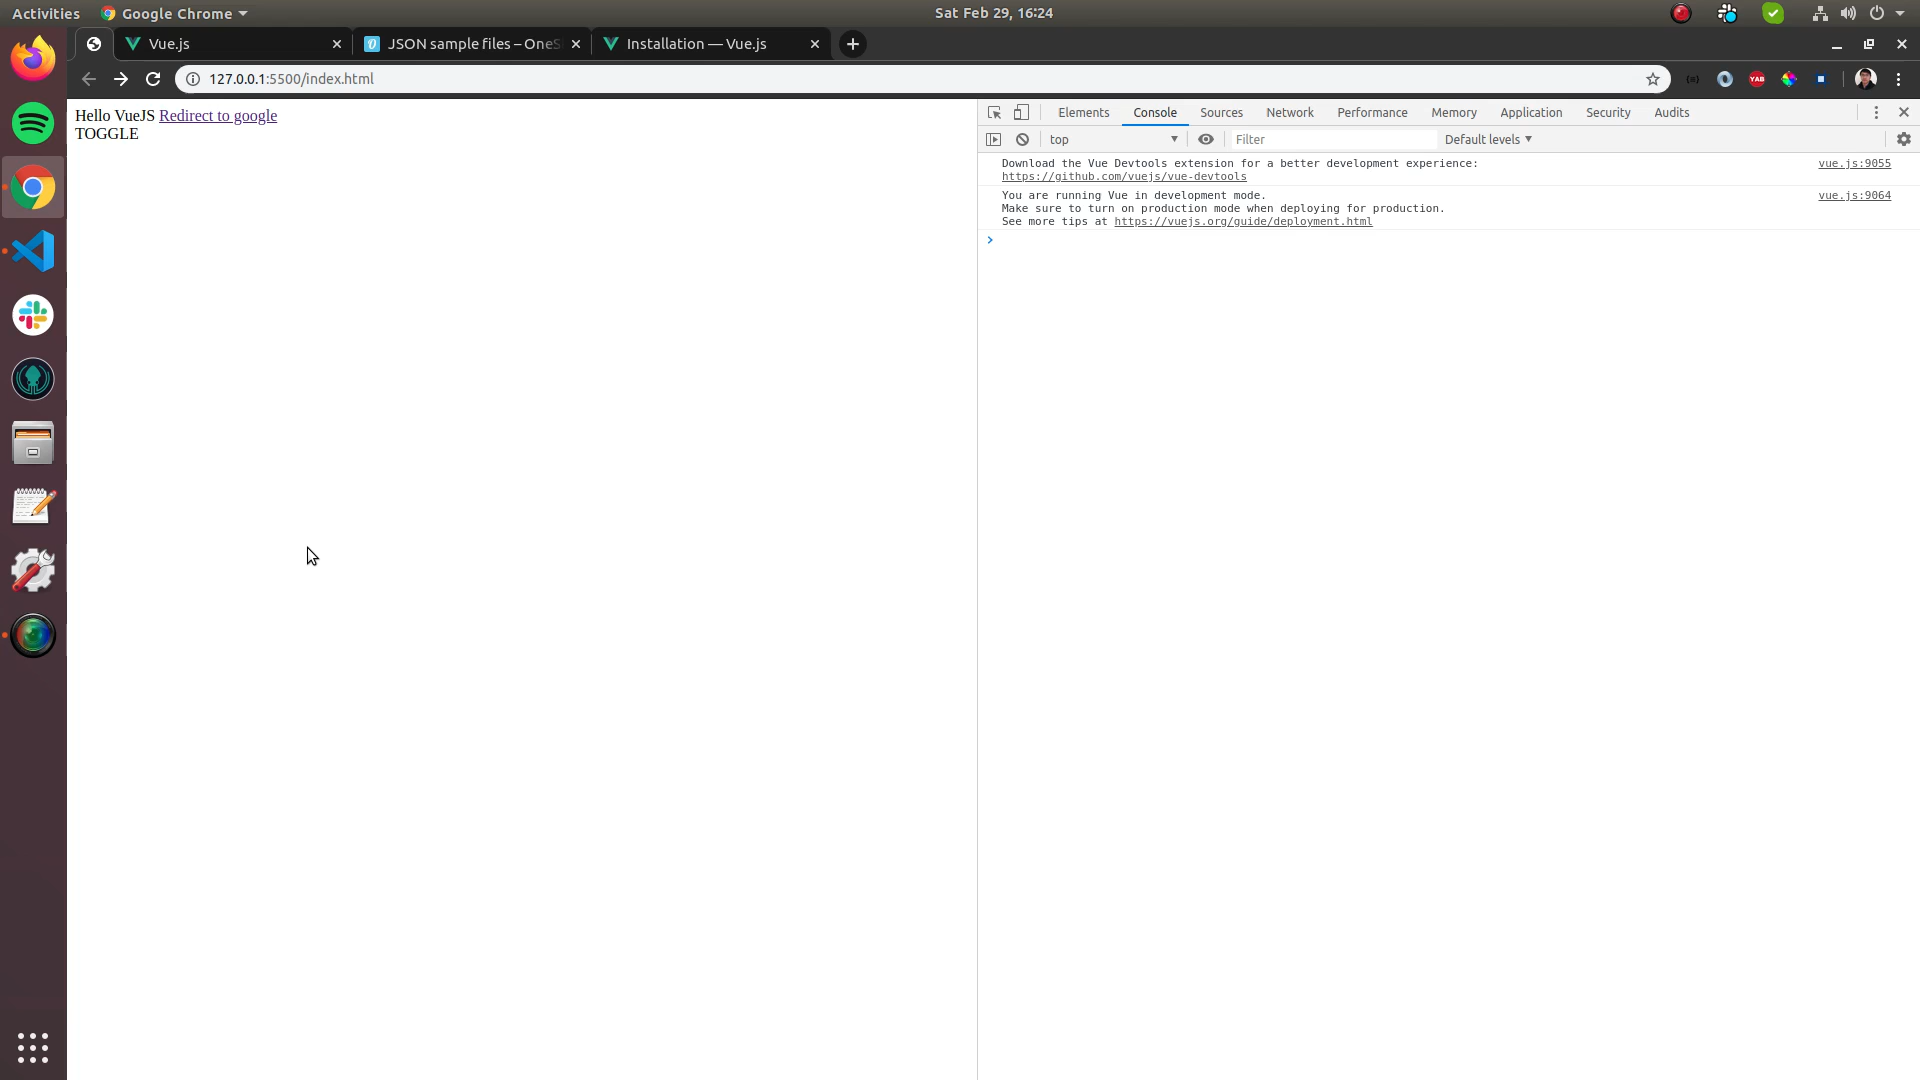 Activities Google Chrome Sat Feb 29, 16:24
Vue.js JSON sample files – OneS Installation — Vue.js
127.0.0.1:5500/index.html YAB
Hello VueJS Redirect to google
TOGGLE
Elements Console Sources Network Performance Memory Application Security Audits
top Filter Default levels
Download the Vue Devtools extension for a better development experience: vue.js:9055
https://github.com/vuejs/vue-devtools
You are running Vue in development mode. vue.js:9064
Make sure to turn on production mode when deploying for production.
See more tips at https://vuejs.org/guide/deployment.html